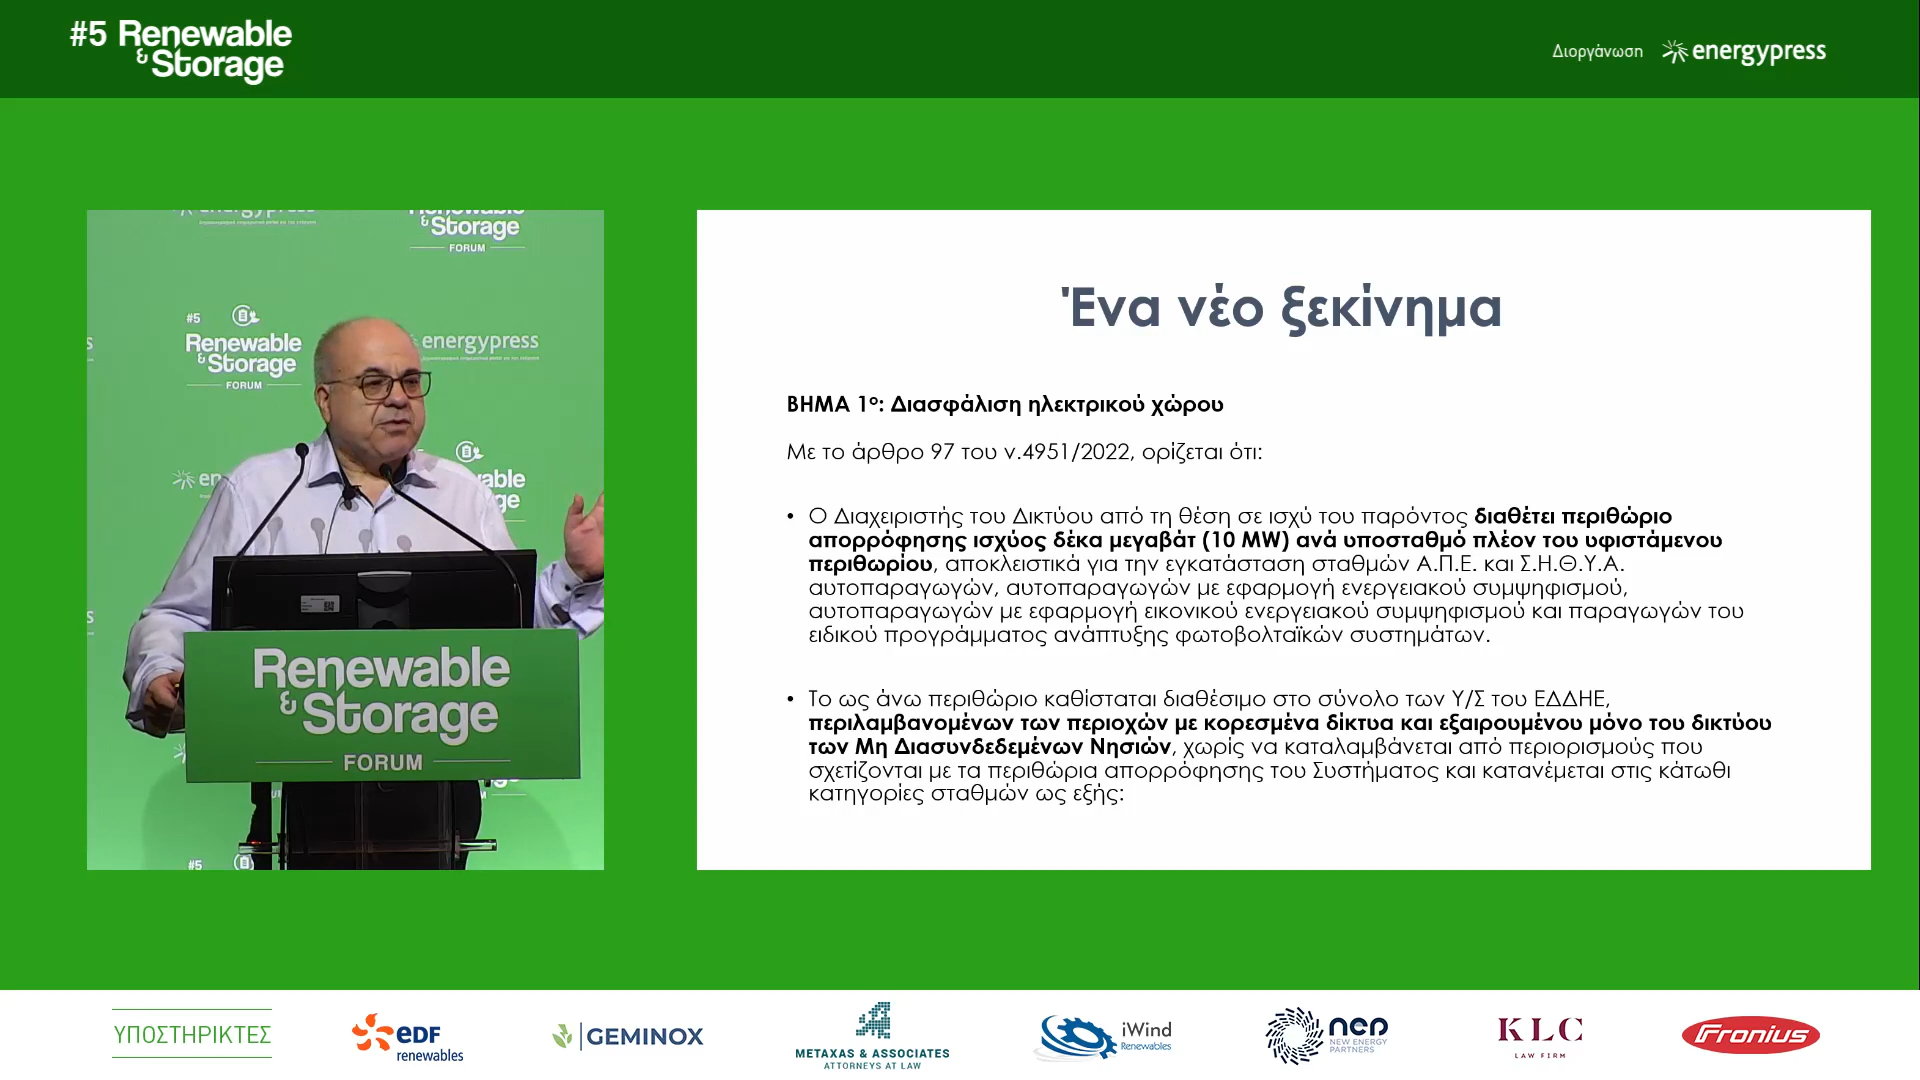 #5 Renewable
& Storage
Διοργάνωση energypress
energypress
Renewable
& Storage
FORUM
#5
Renewable
& Storage
FORUM
energypress
en
able
ge
Renewable
& Storage
FORUM
#5
Ένα νέο ξεκίνημα
ΒΗΜΑ 1ο: Διασφάλιση ηλεκτρικού χώρου
Με το άρθρο 97 του ν.4951/2022, ορίζεται ότι:
• Ο Διαχειριστής του Δικτύου από τη θέση σε ισχύ του παρόντος διαθέτει περιθώριο
απορρόφησης ισχύος δέκα μεγαβάτ (10 MW) ανά υποσταθμό πλέον του υφιστάμενου
περιθωρίου, αποκλειστικά για την εγκατάσταση σταθμών Α.Π.Ε. και Σ.Η.Θ.Υ.Α.
αυτοπαραγωγών, αυτοπαραγωγών με εφαρμογή ενεργειακού συμψηφισμού,
αυτοπαραγωγών με εφαρμογή εικονικού ενεργειακού συμψηφισμού και παραγωγών του
ειδικού προγράμματος ανάπτυξης φωτοβολταϊκών συστημάτων.
• Το ως άνω περιθώριο καθίσταται διαθέσιμο στο σύνολο των Υ/Σ του ΕΔΔΗΕ,
περιλαμβανομένων των περιοχών με κορεσμένα δίκτυα και εξαιρουμένου μόνο του δικτύου
των Μη Διασυνδεδεμένων Νησιών, χωρίς να καταλαμβάνεται από περιορισμούς που
σχετίζονται με τα περιθώρια απορρόφησης του Συστήματος και κατανέμεται στις κάτωθι
κατηγορίες σταθμών ως εξής:
ΥΠΟΣΤΗΡΙΚΤΕΣ
eDF
renewables
GEMINOX
METAXAS & ASSOCIATES
ATTORNEYS AT LAW
iWind
Renewables
nep
NEW ENERGY
PARTNERS
KLC
LAW FIRM
Fronius